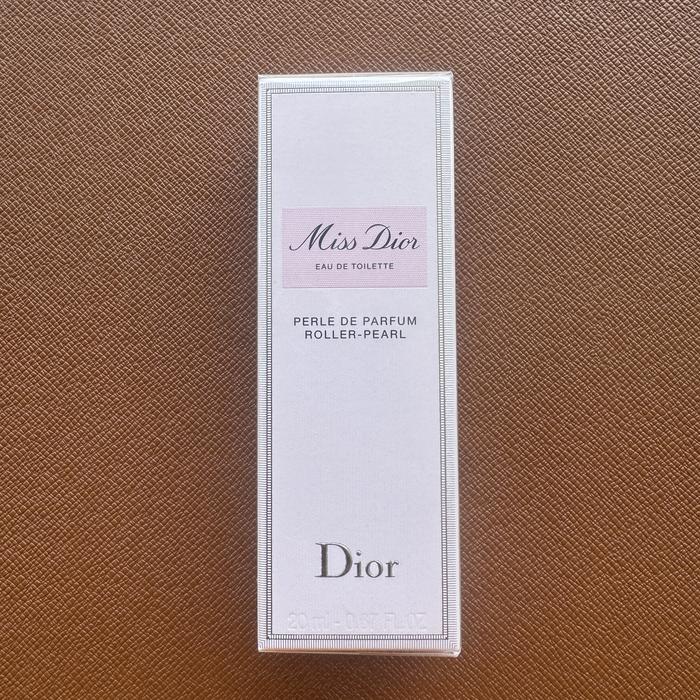 Miss Dior
EAU DE TOILETTE
PERLE DE PARFUM
ROLLER-PEARL
Dior
20 ml - 0.67 FL.OZ